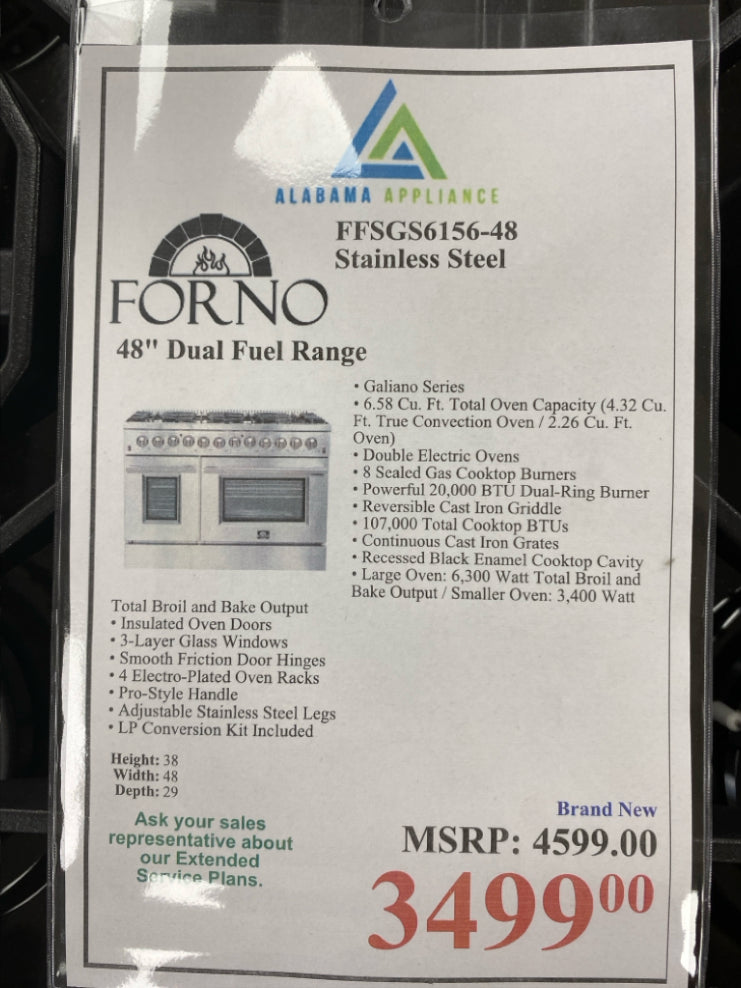 ALABAMA APPLIANCE
FFSGS6156-48
Stainless Steel
FORNO
48" Dual Fuel Range
• Galiano Series
• 6.58 Cu. Ft. Total Oven Capacity (4.32 Cu.
Ft. True Convection Oven / 2.26 Cu. Ft.
Oven)
• Double Electric Ovens
• 8 Sealed Gas Cooktop Burners
• Powerful 20,000 BTU Dual-Ring Burner
• Reversible Cast Iron Griddle
• 107,000 Total Cooktop BTUs
• Continuous Cast Iron Grates
• Recessed Black Enamel Cooktop Cavity
• Large Oven: 6,300 Watt Total Broil and
Bake Output / Smaller Oven: 3,400 Watt
Total Broil and Bake Output
• Insulated Oven Doors
• 3-Layer Glass Windows
• Smooth Friction Door Hinges
• 4 Electro-Plated Oven Racks
• Pro-Style Handle
• Adjustable Stainless Steel Legs
• LP Conversion Kit Included
Height: 38
Width: 48
Depth: 29
Ask your sales
representative about
our Extended
Service Plans.
Brand New
MSRP: 4599.00
3499⁰⁰